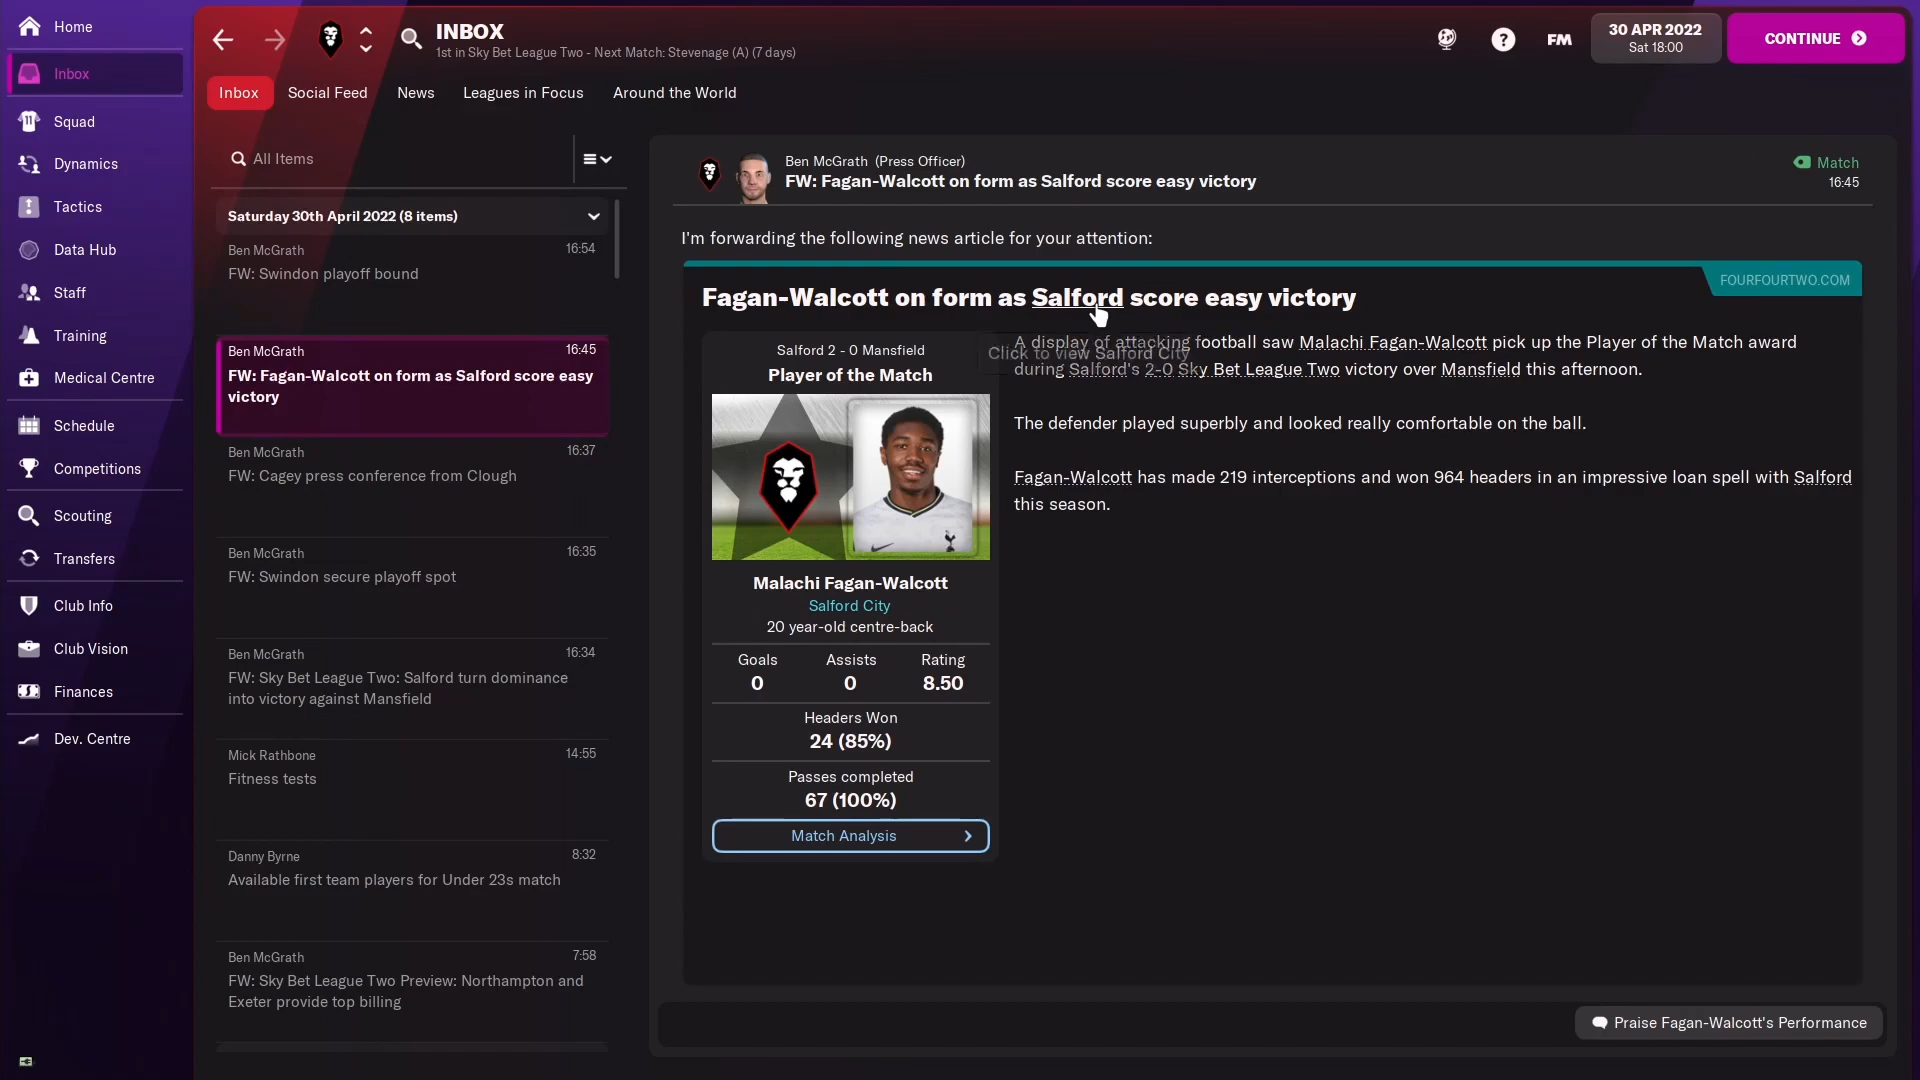 Home
Inbox
Squad
Dynamics
Tactics
Data Hub
Staff
Training
Medical Centre
Schedule
Competitions
Scouting
Transfers
Club Info
Club Vision
Finances
Dev. Centre
INBOX
1st in Sky Bet League Two - Next Match: Stevenage (A) (7 days)
FM
30 APR 2022
Sat 18:00
CONTINUE
Inbox
Social Feed
News
Leagues in Focus
Around the World
All Items
Saturday 30th April 2022 (8 items)
Ben McGrath 16:54
FW: Swindon playoff bound
Ben McGrath 16:45
FW: Fagan-Walcott on form as Salford score easy
victory
Ben McGrath 16:37
FW: Cagey press conference from Clough
Ben McGrath 16:35
FW: Swindon secure playoff spot
Ben McGrath 16:34
FW: Sky Bet League Two: Salford turn dominance
into victory against Mansfield
Mick Rathbone 14:55
Fitness tests
Danny Byrne 8:32
Available first team players for Under 23s match
Ben McGrath 7:58
FW: Sky Bet League Two Preview: Northampton and
Exeter provide top billing
Ben McGrath (Press Officer)
FW: Fagan-Walcott on form as Salford score easy victory
Match
16:45
I'm forwarding the following news article for your attention:
FOURFOURTWO.COM
Fagan-Walcott on form as Salford score easy victory
Salford 2 - 0 Mansfield
Player of the Match
Malachi Fagan-Walcott
Salford City
20 year-old centre-back
Goals Assists Rating
0 0 8.50
Headers Won
24 (85%)
Passes completed
67 (100%)
Match Analysis
A display of attacking football saw Malachi Fagan-Walcott pick up the Player of the Match award
Click to view Salford City
during Salford's 2-0 Sky Bet League Two victory over Mansfield this afternoon.
The defender played superbly and looked really comfortable on the ball.
Fagan-Walcott has made 219 interceptions and won 964 headers in an impressive loan spell with Salford
this season.
Praise Fagan-Walcott's Performance